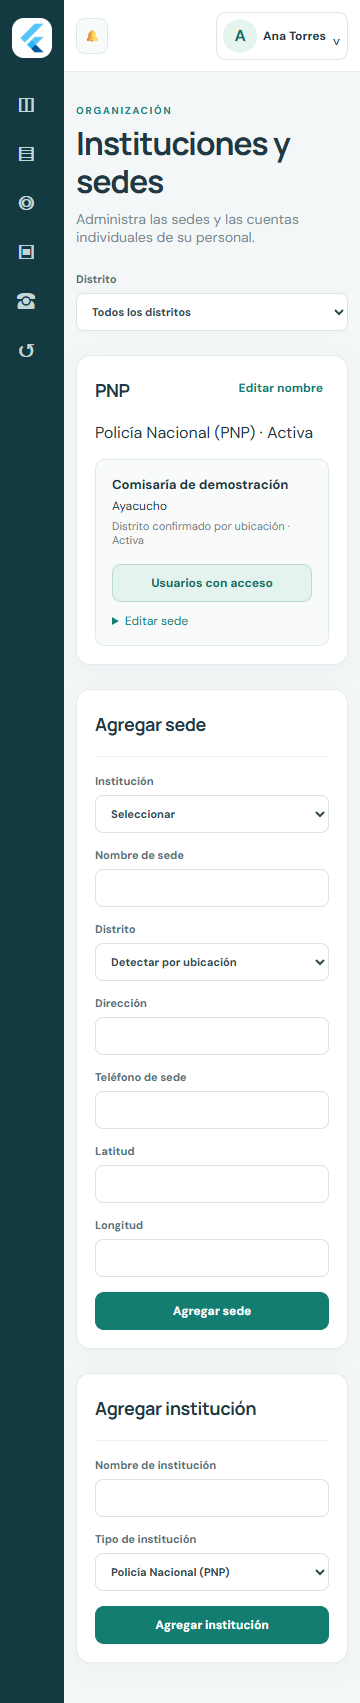 A
Ana Torres
ORGANIZACIÓN
Instituciones y
sedes
Administra las sedes y las cuentas
individuales de su personal.
Distrito
Todos los distritos
PNP
Editar nombre
Policía Nacional (PNP) · Activa
Comisaría de demostración
Ayacucho
Distrito confirmado por ubicación ·
Activa
Usuarios con acceso
Editar sede
Agregar sede
Institución
Seleccionar
Nombre de sede
Distrito
Detectar por ubicación
Dirección
Teléfono de sede
Latitud
Longitud
Agregar sede
Agregar institución
Nombre de institución
Tipo de institución
Policía Nacional (PNP)
Agregar institución